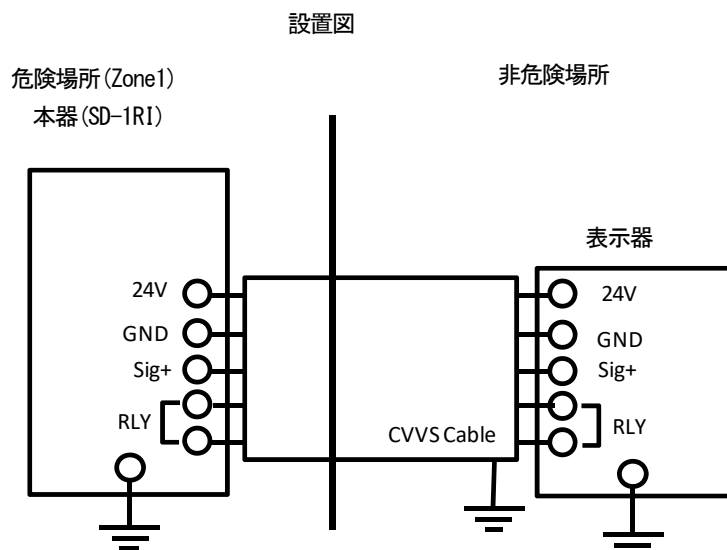 設置図
危険場所(Zone1)
本器(SD-1RI)
非危険場所
表示器
24V
GND
Sig+
RLY
CVVS Cable
24V
GND
Sig+
RLY